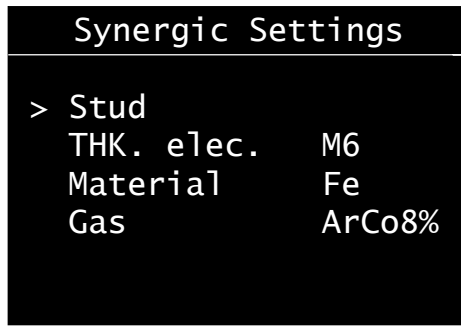 Synergic Settings
> Stud
THK. elec. M6
Material Fe
Gas ArCo8%